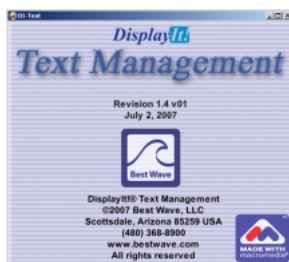 DI-Text
DisplayIt!
Text Management
Revision 1.4 v01
July 2, 2007
Best Wave
DisplayIt!® Text Management
©2007 Best Wave, LLC
Scottsdale, Arizona 85259 USA
(480) 368-8900
www.bestwave.com
All rights reserved
MADE WITH
macromedia®